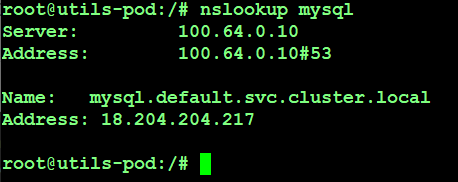 root@utils-pod:/# nslookup mysql
Server: 100.64.0.10
Address: 100.64.0.10#53
Name: mysql.default.svc.cluster.local
Address: 18.204.204.217
root@utils-pod:/#